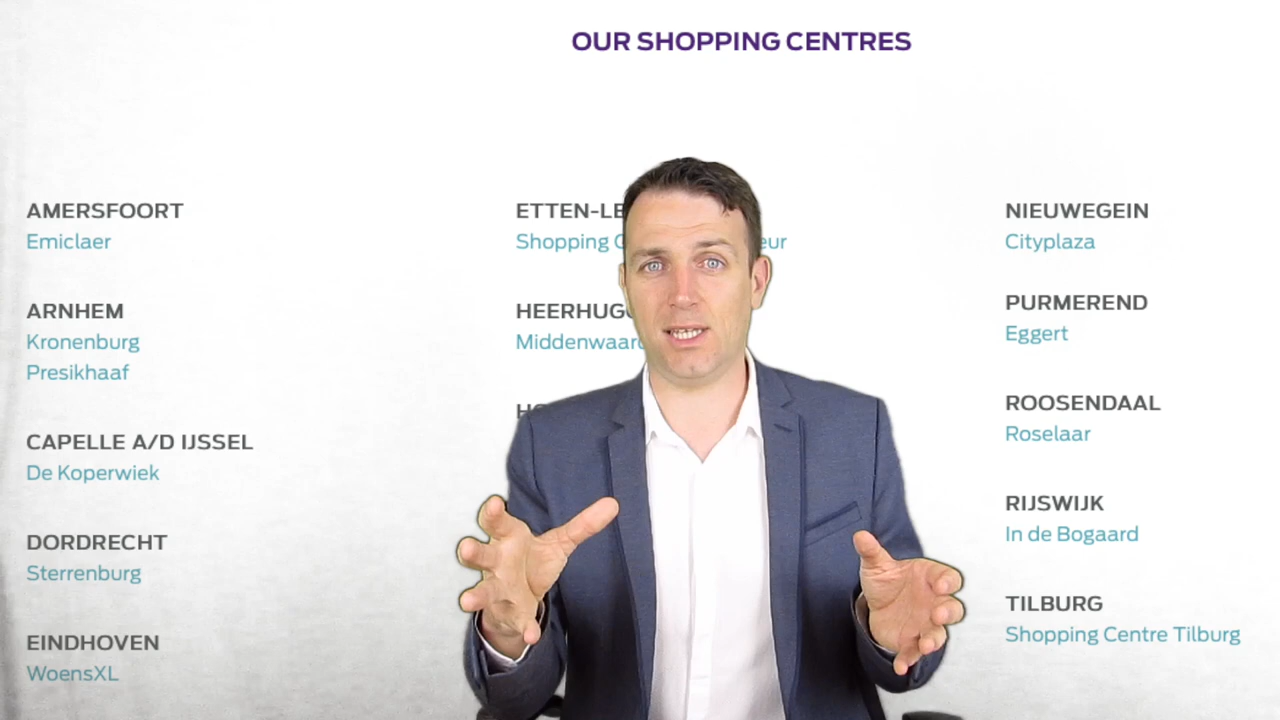 OUR SHOPPING CENTRES
AMERSFOORT
Emiclaer
ARNHEM
Kronenburg
Presikhaaf
CAPELLE A/D IJSSEL
De Koperwiek
DORDRECHT
Sterrenburg
EINDHOVEN
WoensXL
Shopping
NIEUWEGEIN
Cityplaza
PURMEREND
Eggert
ROOSENDAAL
Roselaar
RIJSWIJK
In de Bogaard
TILBURG
Shopping Centre Tilburg